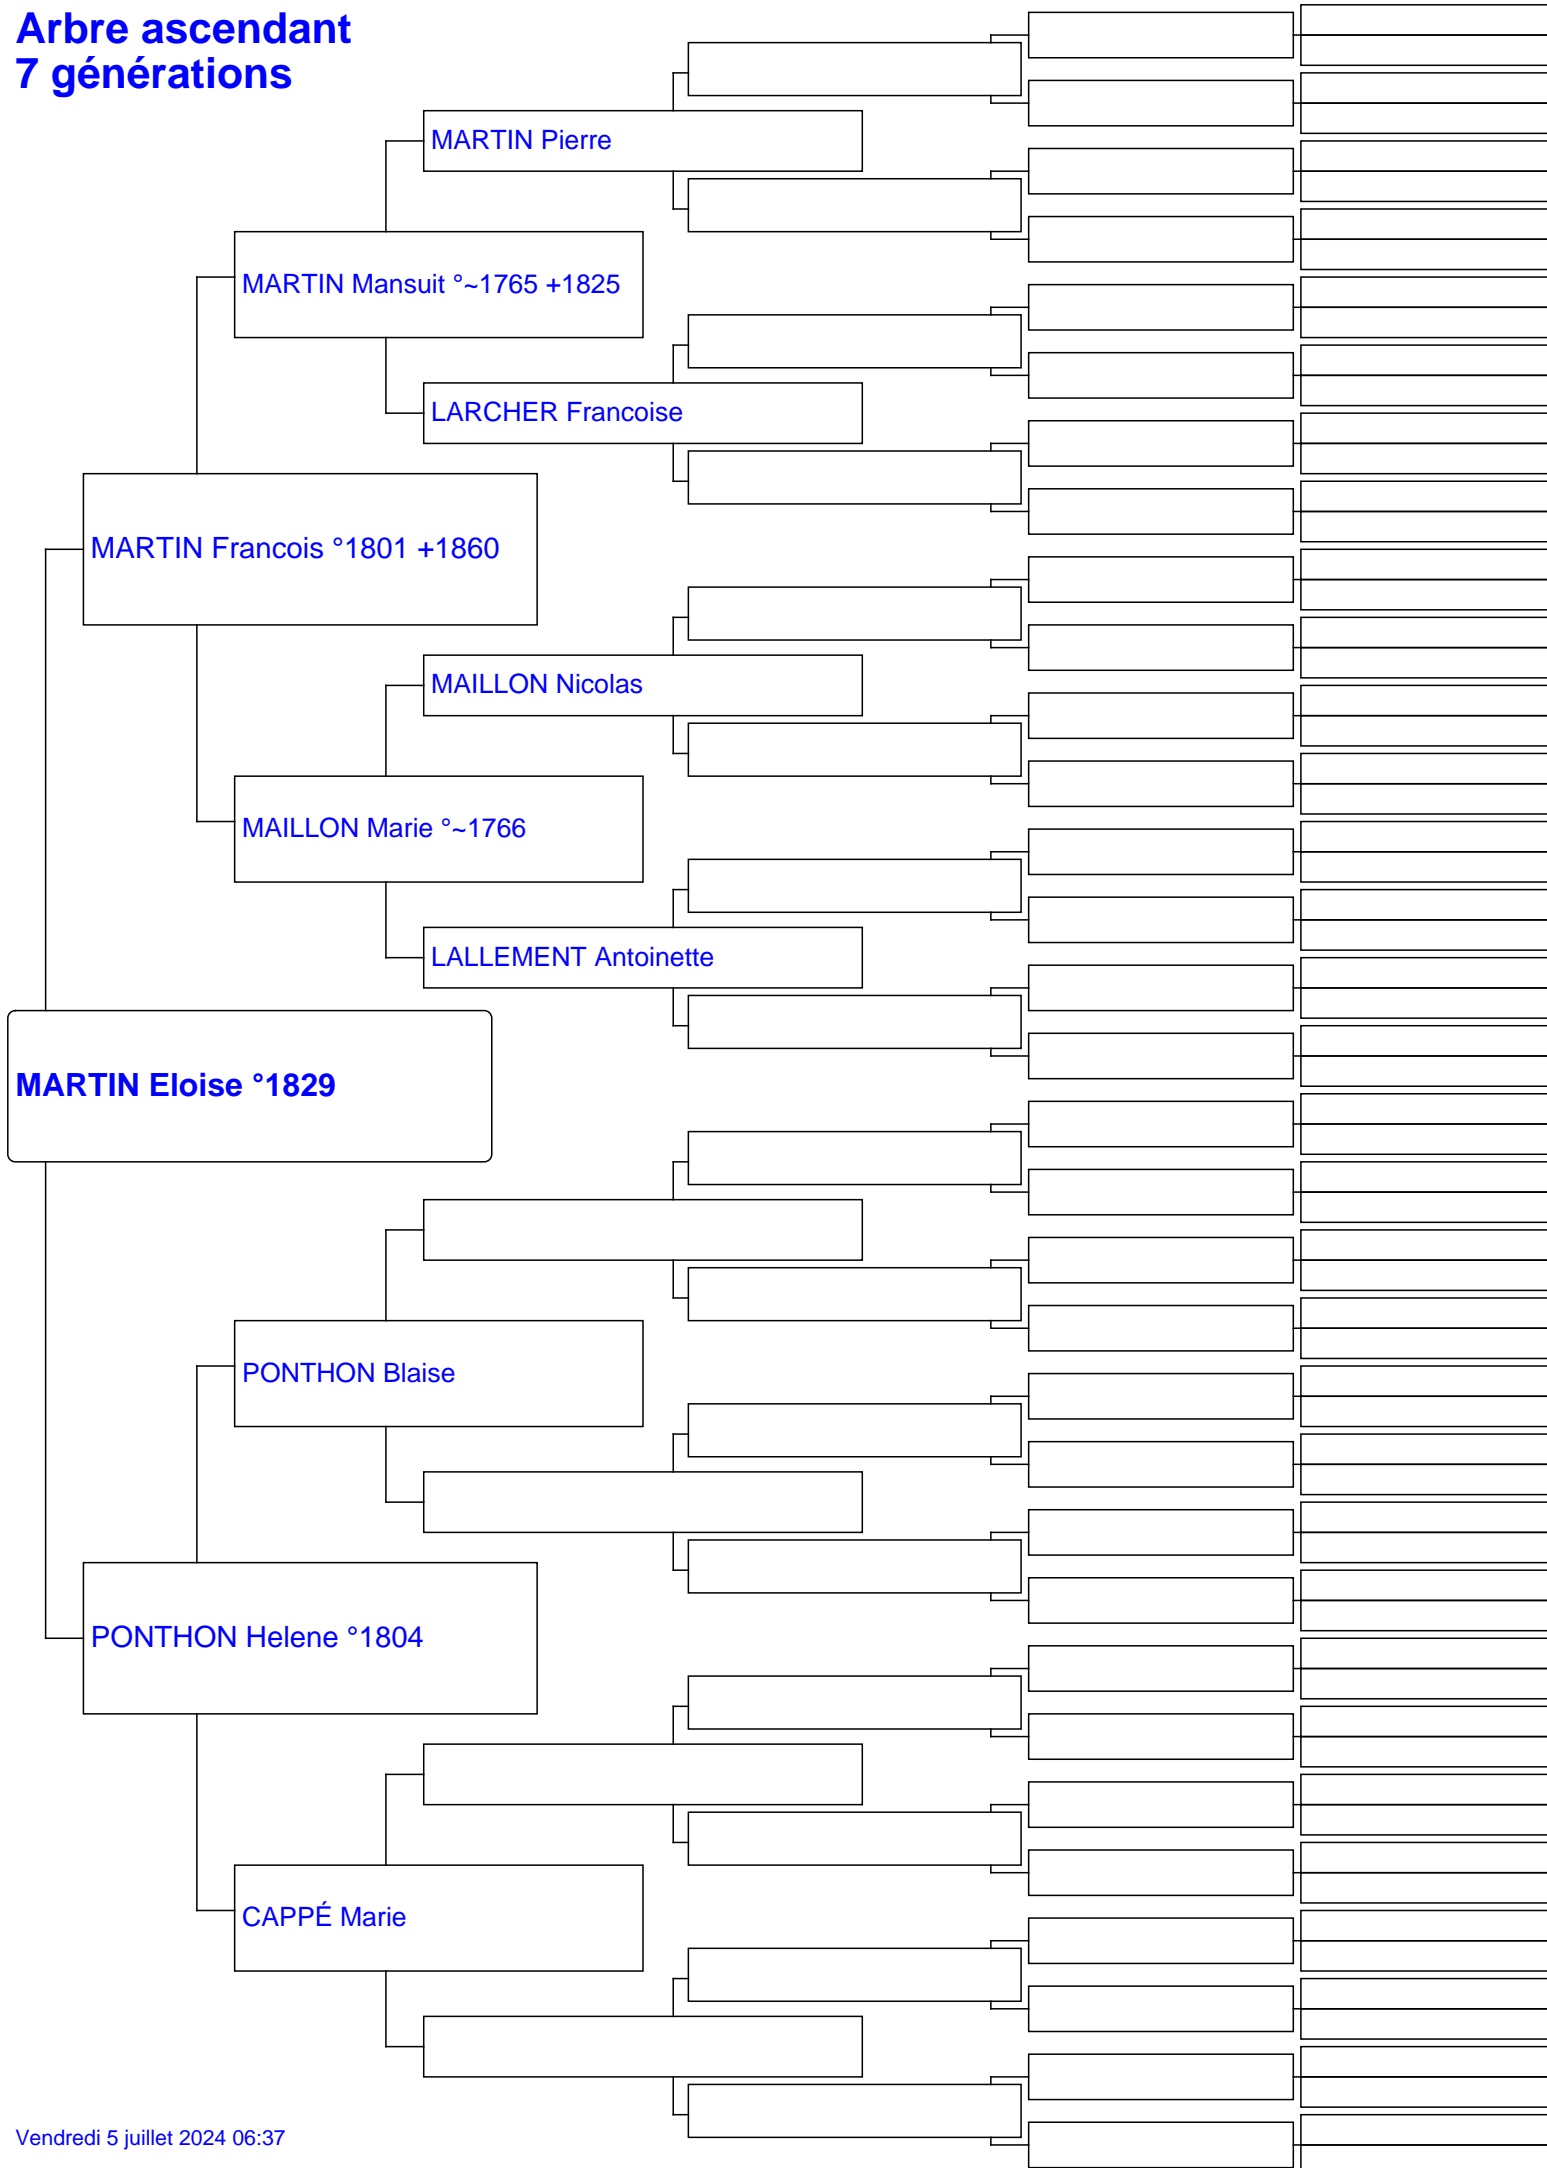 Arbre ascendant
7 générations
MARTIN Pierre
MARTIN Mansuit °~1765 +1825
LARCHER Francoise
MARTIN Francois °1801 +1860
MAILLON Nicolas
MAILLON Marie °~1766
LALLEMENT Antoinette
MARTIN Eloise °1829
PONTHON Blaise
PONTHON Helene °1804
CAPPÉ Marie
Vendredi 5 juillet 2024 06:37